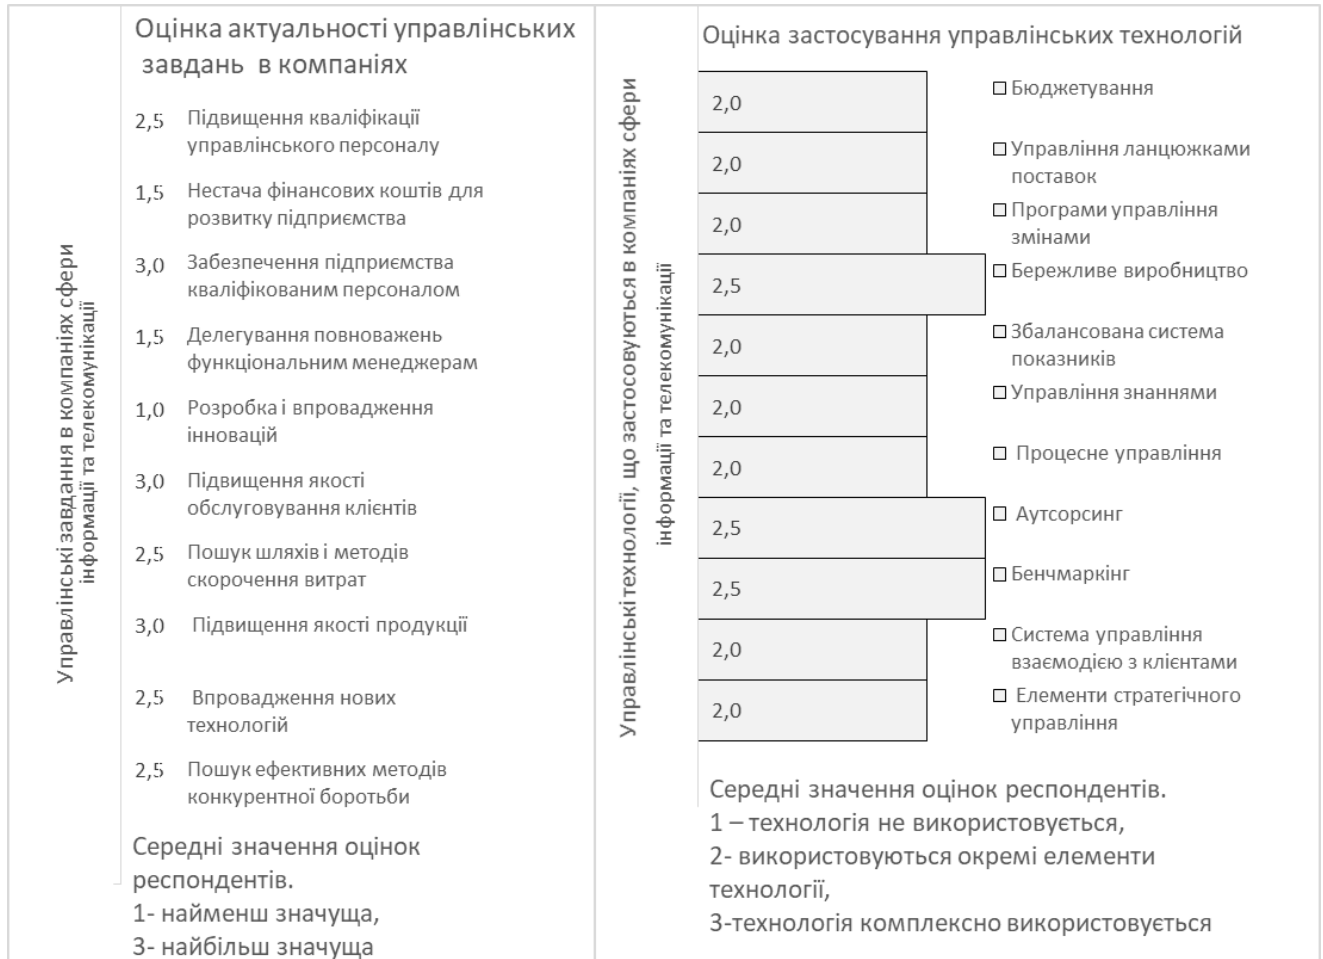 Оцінка актуальності управлінських
завдань в компаніях
2,5 Підвищення кваліфікації
управлінського персоналу
1,5 Нестача фінансових коштів для
розвитку підприємства
3,0 Забезпечення підприємства
кваліфікованим персоналом
1,5 Делегування повноважень
функціональним менеджерам
1,0 Розробка і впровадження
інновацій
3,0 Підвищення якості
обслуговування клієнтів
2,5 Пошук шляхів і методів
скорочення витрат
3,0 Підвищення якості продукції
2,5 Впровадження нових
технологій
2,5 Пошук ефективних методів
конкурентної боротьби
Середні значення оцінок
респондентів.
1- найменш значуща,
3- найбільш значуща
Управлінські завдання в компаніях сфери
інформації та телекомунікації
Оцінка застосування управлінських технологій
2,0 Бюджетування
2,0 Управління ланцюжками
поставок
2,0 Програми управління
змінами
2,5 Бережливе виробництво
2,0 Збалансована система
показників
2,0 Управління знаннями
2,0 Процесне управління
2,5 Аутсорсинг
2,5 Бенчмаркінг
2,0 Система управління
взаємодією з клієнтами
2,0 Елементи стратегічного
управління
Середні значення оцінок респондентів.
1 – технологія не використовується,
2- використовуються окремі елементи
технології,
3-технологія комплексно використовується
Управлінські технології, що застосовуються в компаніях сфери
інформації та телекомунікації